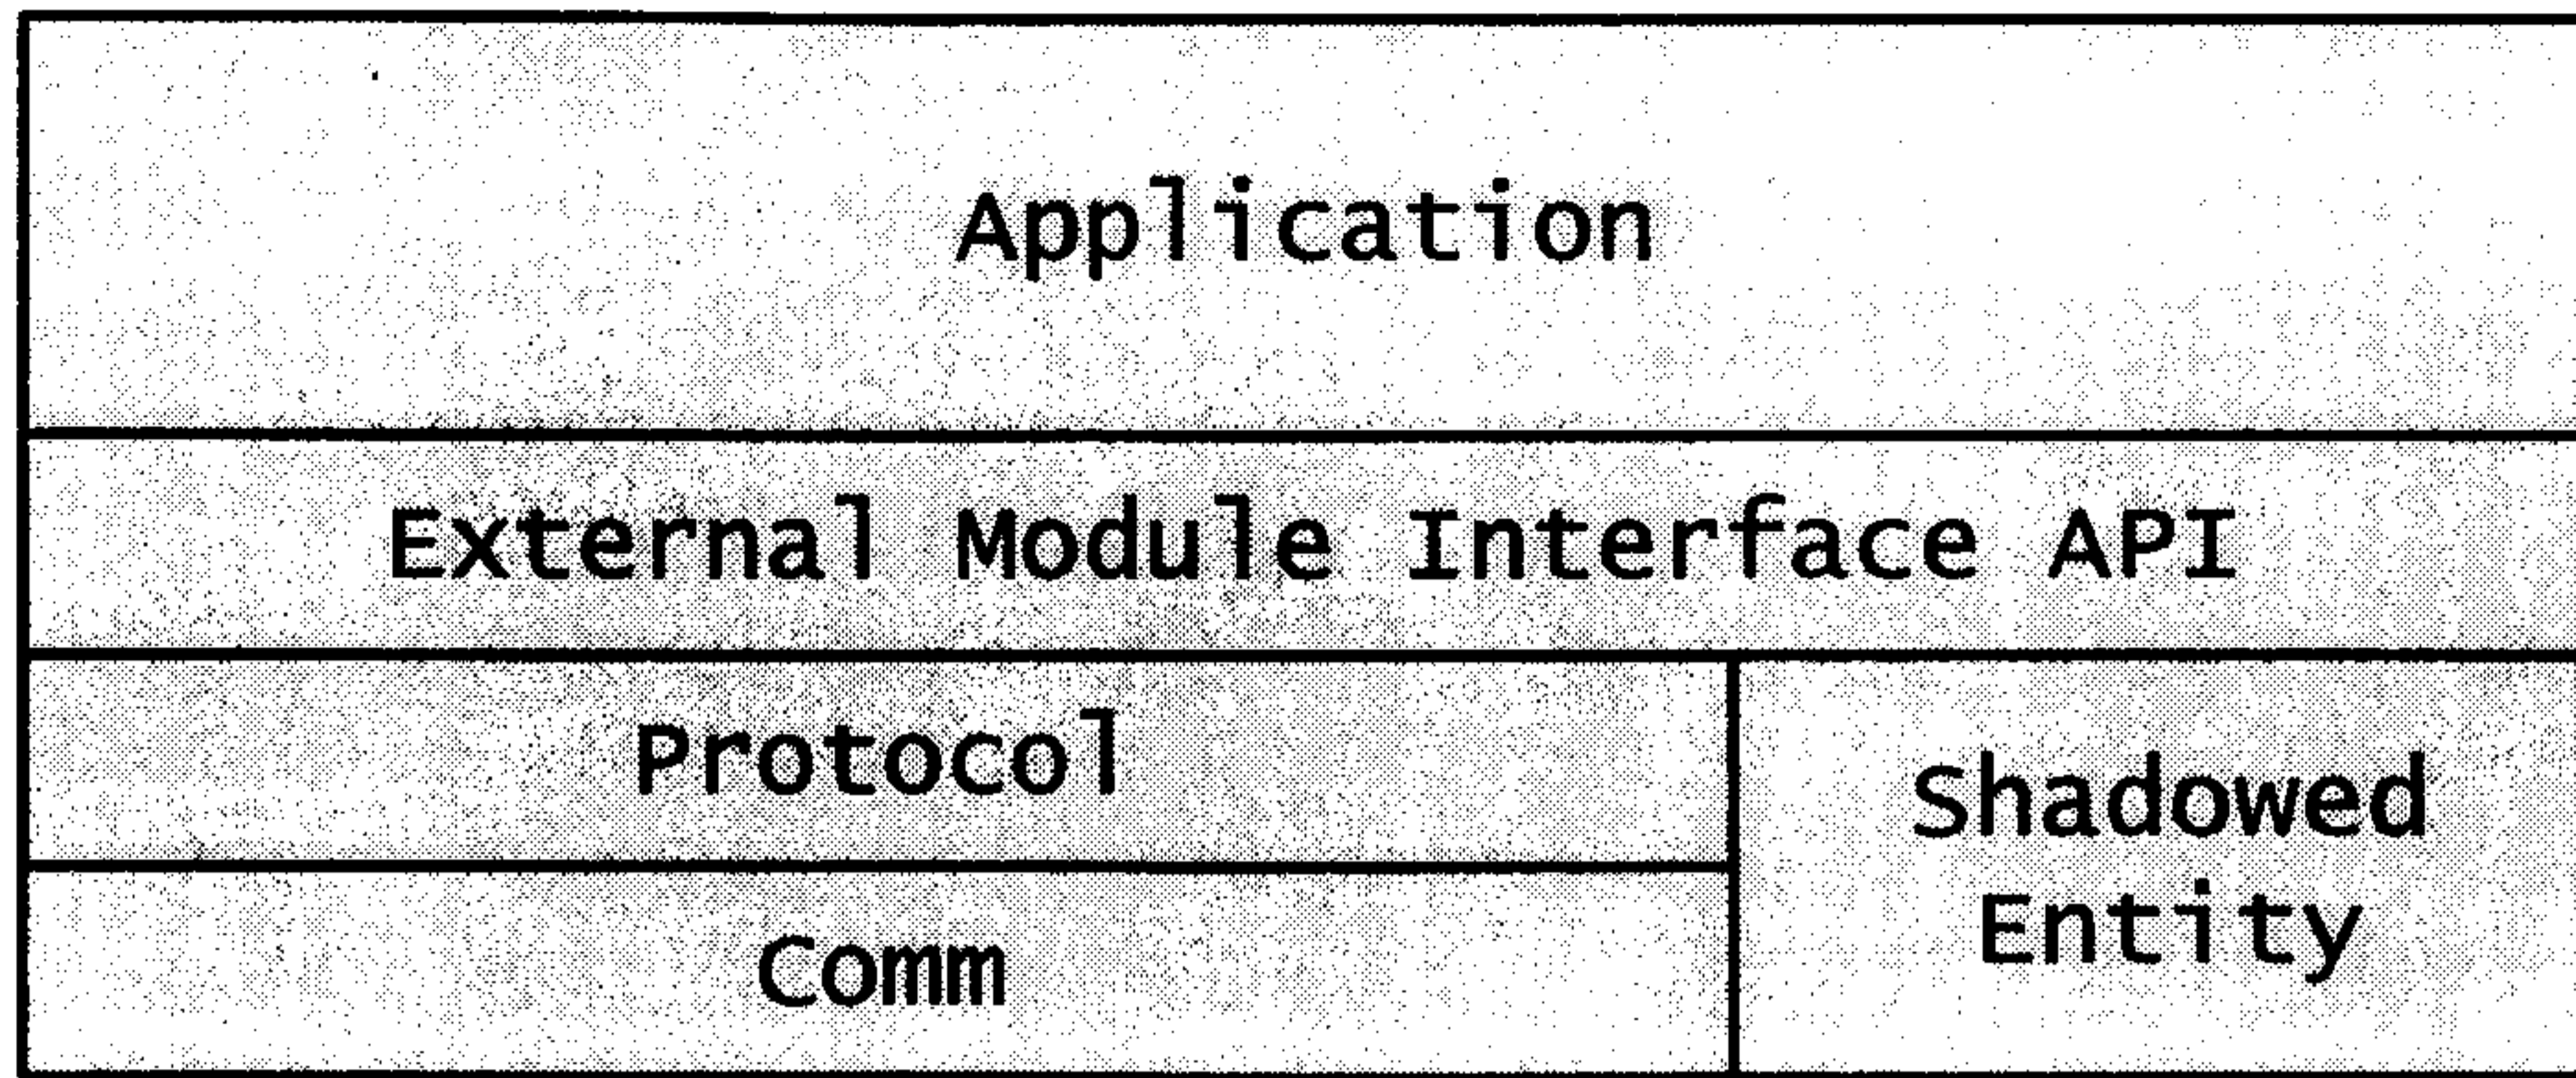 Application
External Module Interface API
Protocol
Shadowed
Entity
Comm